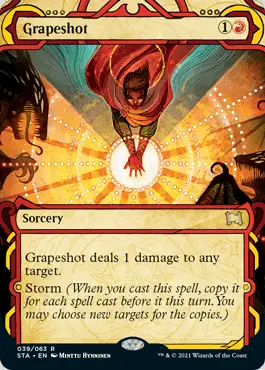 Grapeshot 1
Sorcery
Grapeshot deals 1 damage to any
target.
Storm (When you cast this spell, copy it
for each spell cast before it this turn. You
may choose new targets for the copies.)
039/063 R
STA • EN MINTTU HYNNINEN
™ & © 2021 Wizards of the Coast